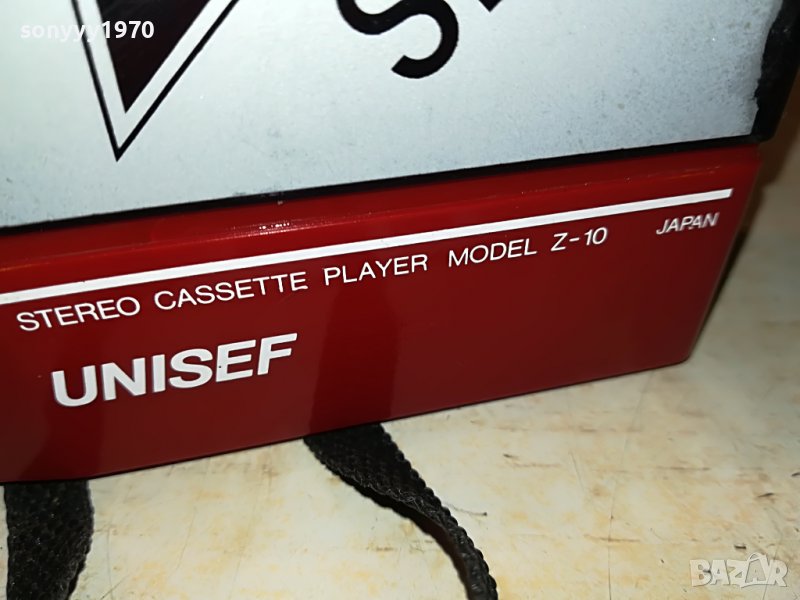 sonyyy1970
STEREO CASSETTE PLAYER MODEL Z-10 JAPAN
UNISEF
BAZAR